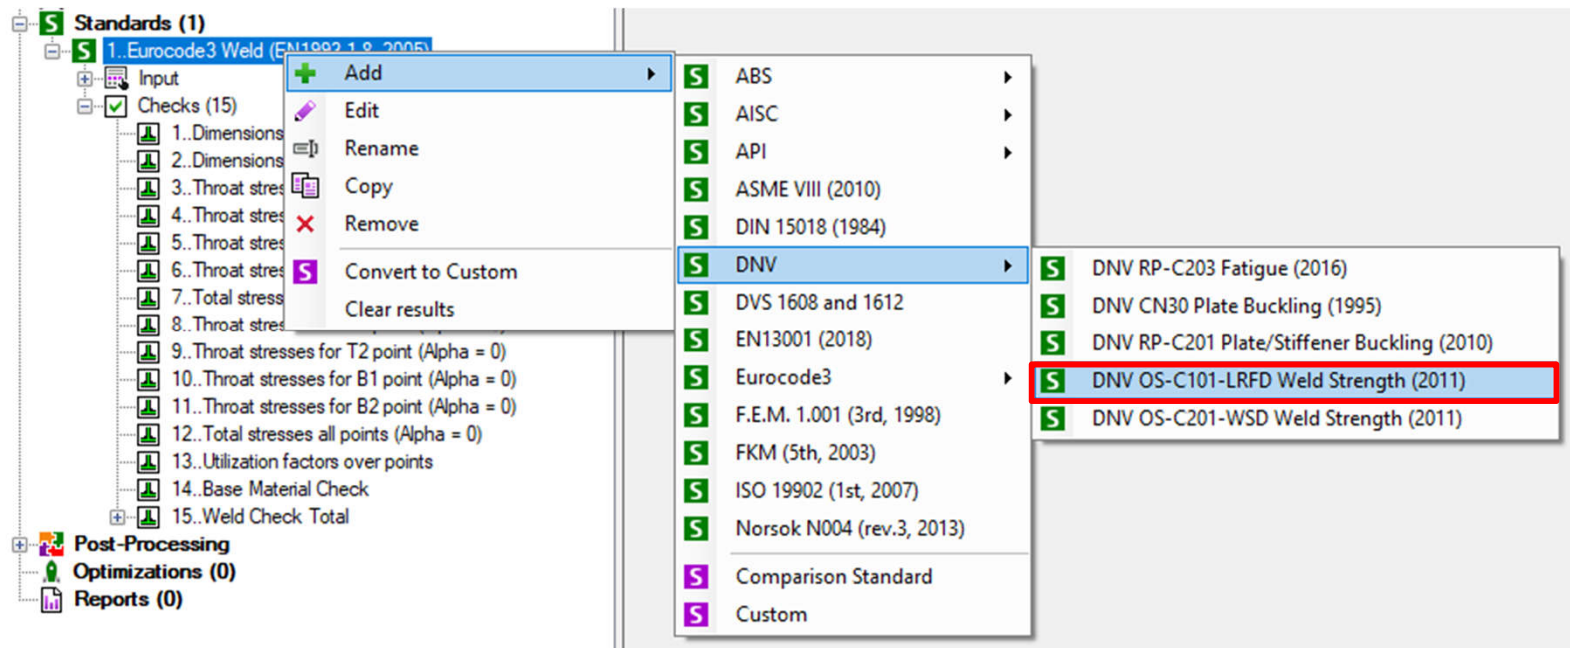 Standards (1)
1..Eurocode3 Weld (EN1993-1-8, 2005)
Input
Checks (15)
1..Dimensions
2..Dimensions
3..Throat stres
4..Throat stres
5..Throat stres
6..Throat stres
7..Total stress
8..Throat stres
9..Throat stresses for T2 point (Alpha = 0)
10..Throat stresses for B1 point (Alpha = 0)
11..Throat stresses for B2 point (Alpha = 0)
12..Total stresses all points (Alpha = 0)
13..Utilization factors over points
14..Base Material Check
15..Weld Check Total
Post-Processing
Optimizations (0)
Reports (0)
Add
Edit
Rename
Copy
Remove
Convert to Custom
Clear results
ABS
AISC
API
ASME VIII (2010)
DIN 15018 (1984)
DNV
DVS 1608 and 1612
EN13001 (2018)
Eurocode3
F.E.M. 1.001 (3rd, 1998)
FKM (5th, 2003)
ISO 19902 (1st, 2007)
Norsok N004 (rev.3, 2013)
Comparison Standard
Custom
DNV RP-C203 Fatigue (2016)
DNV CN30 Plate Buckling (1995)
DNV RP-C201 Plate/Stiffener Buckling (2010)
DNV OS-C101-LRFD Weld Strength (2011)
DNV OS-C201-WSD Weld Strength (2011)